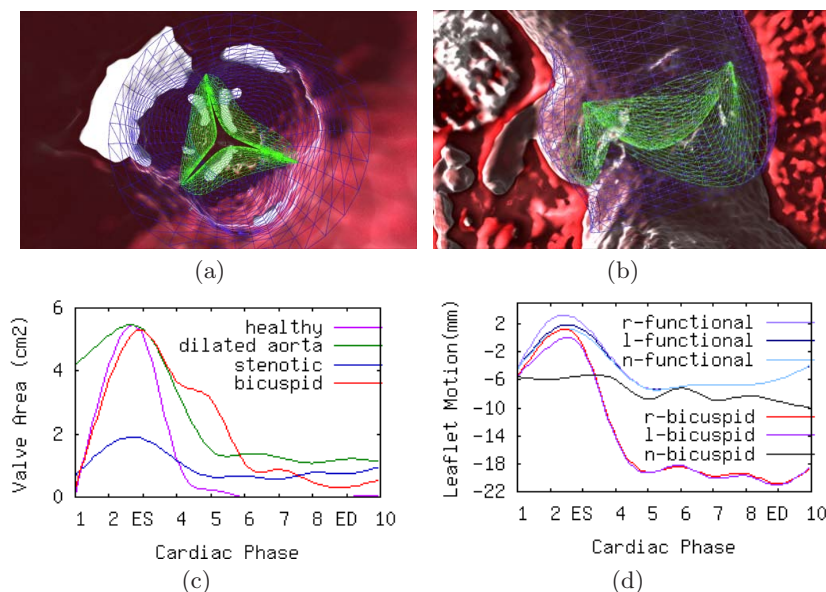 (a)
(b)
Valve Area (cm2)
6
4
2
0
healthy
dilated aorta
stenotic
bicuspid
1 2 ES 4 5 6 7 8 ED 10
Cardiac Phase
(c)
Leaflet Motion(mm)
2
-2
-6
-10
-14
-18
-22
r-functional
l-functional
n-functional
r-bicuspid
l-bicuspid
n-bicuspid
1 2 ES 4 5 6 7 8 ED 10
Cardiac Phase
(d)